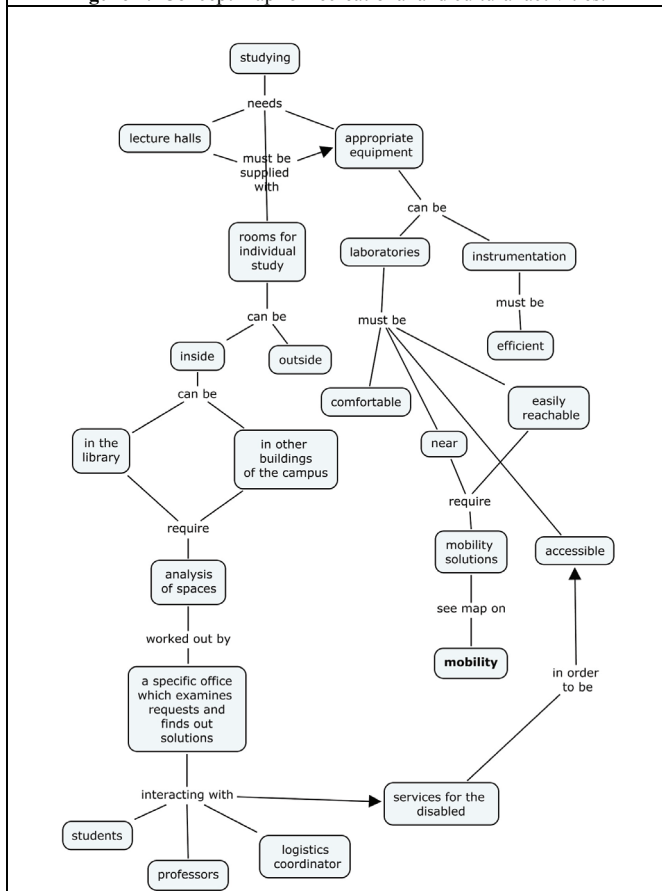 studying
needs
lecture halls
appropriate
equipment
must be
supplied
with
can be
rooms for
individual
study
laboratories
instrumentation
must be
efficient
can be
must be
inside
outside
can be
comfortable
easily
reachable
near
in the
library
in other
buildings
of the campus
require
require
mobility
solutions
accessible
analysis
of spaces
see map on
worked out by
mobility
a specific office
which examines
requests and
finds out
solutions
in order
to be
interacting with
services for the
disabled
students
professors
logistics
coordinator